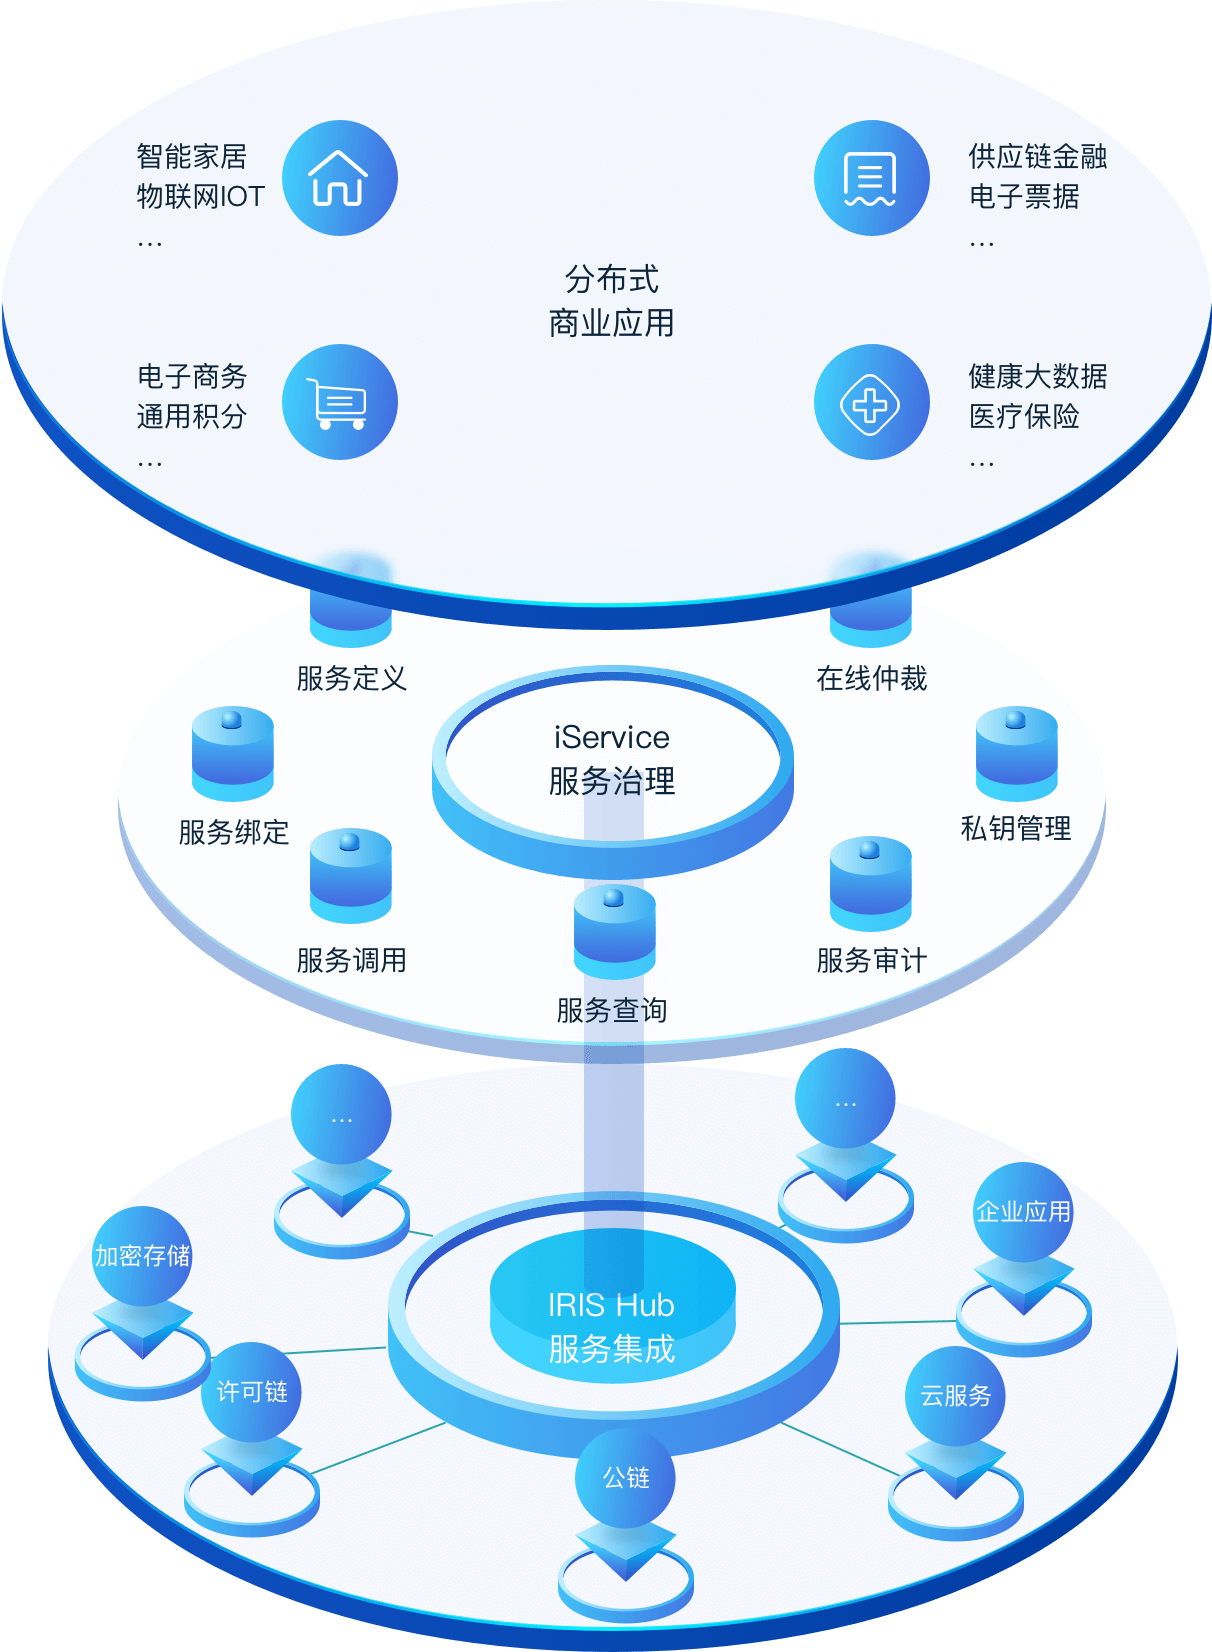 智能家居
物联网IOT
...
供应链金融
电子票据
...
分布式
商业应用
电子商务
通用积分
...
健康大数据
医疗保险
...
服务定义
在线仲裁
iService
服务治理
服务绑定
私钥管理
服务调用
服务审计
服务查询
...
...
企业应用
加密存储
IRIS Hub
服务集成
许可链
云服务
公链